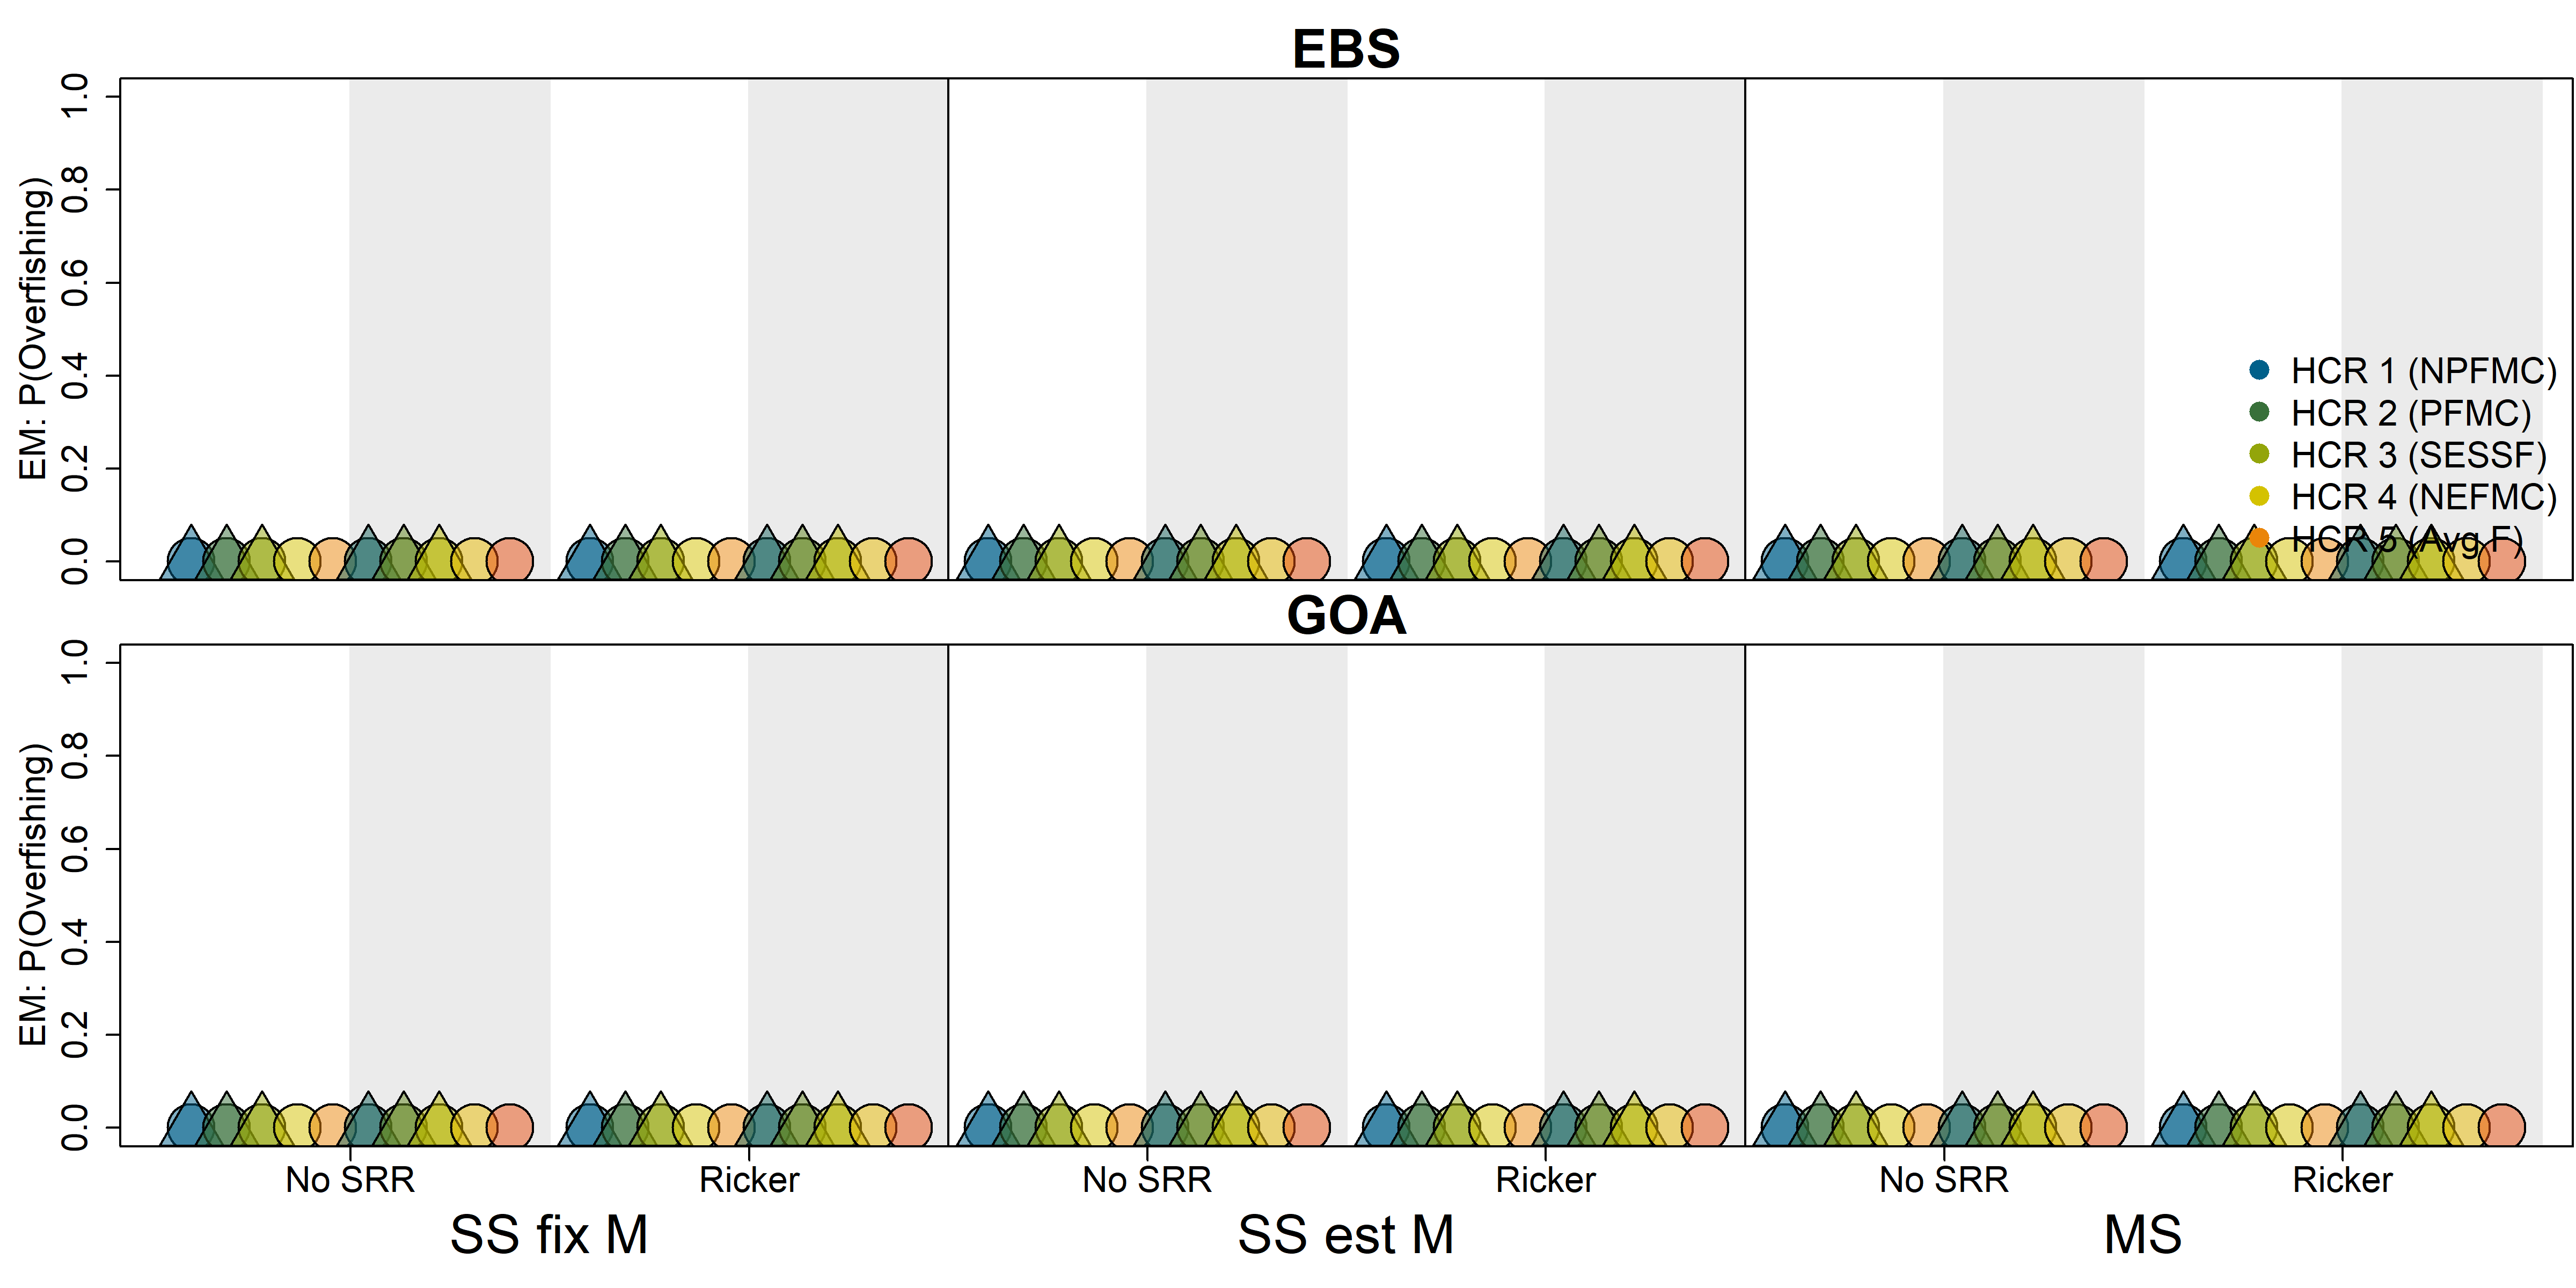 EBS
EM: P(Overfishing)
1.0
0.8
0.6
0.4
0.2
0.0
HCR 1 (NPFMC)
HCR 2 (PFMC)
HCR 3 (SESSF)
HCR 4 (NEFMC)
HCR 5 (Avg F)
GOA
EM: P(Overfishing)
1.0
0.8
0.6
0.4
0.2
0.0
No SRR Ricker No SRR Ricker No SRR Ricker
SS fix M SS est M MS